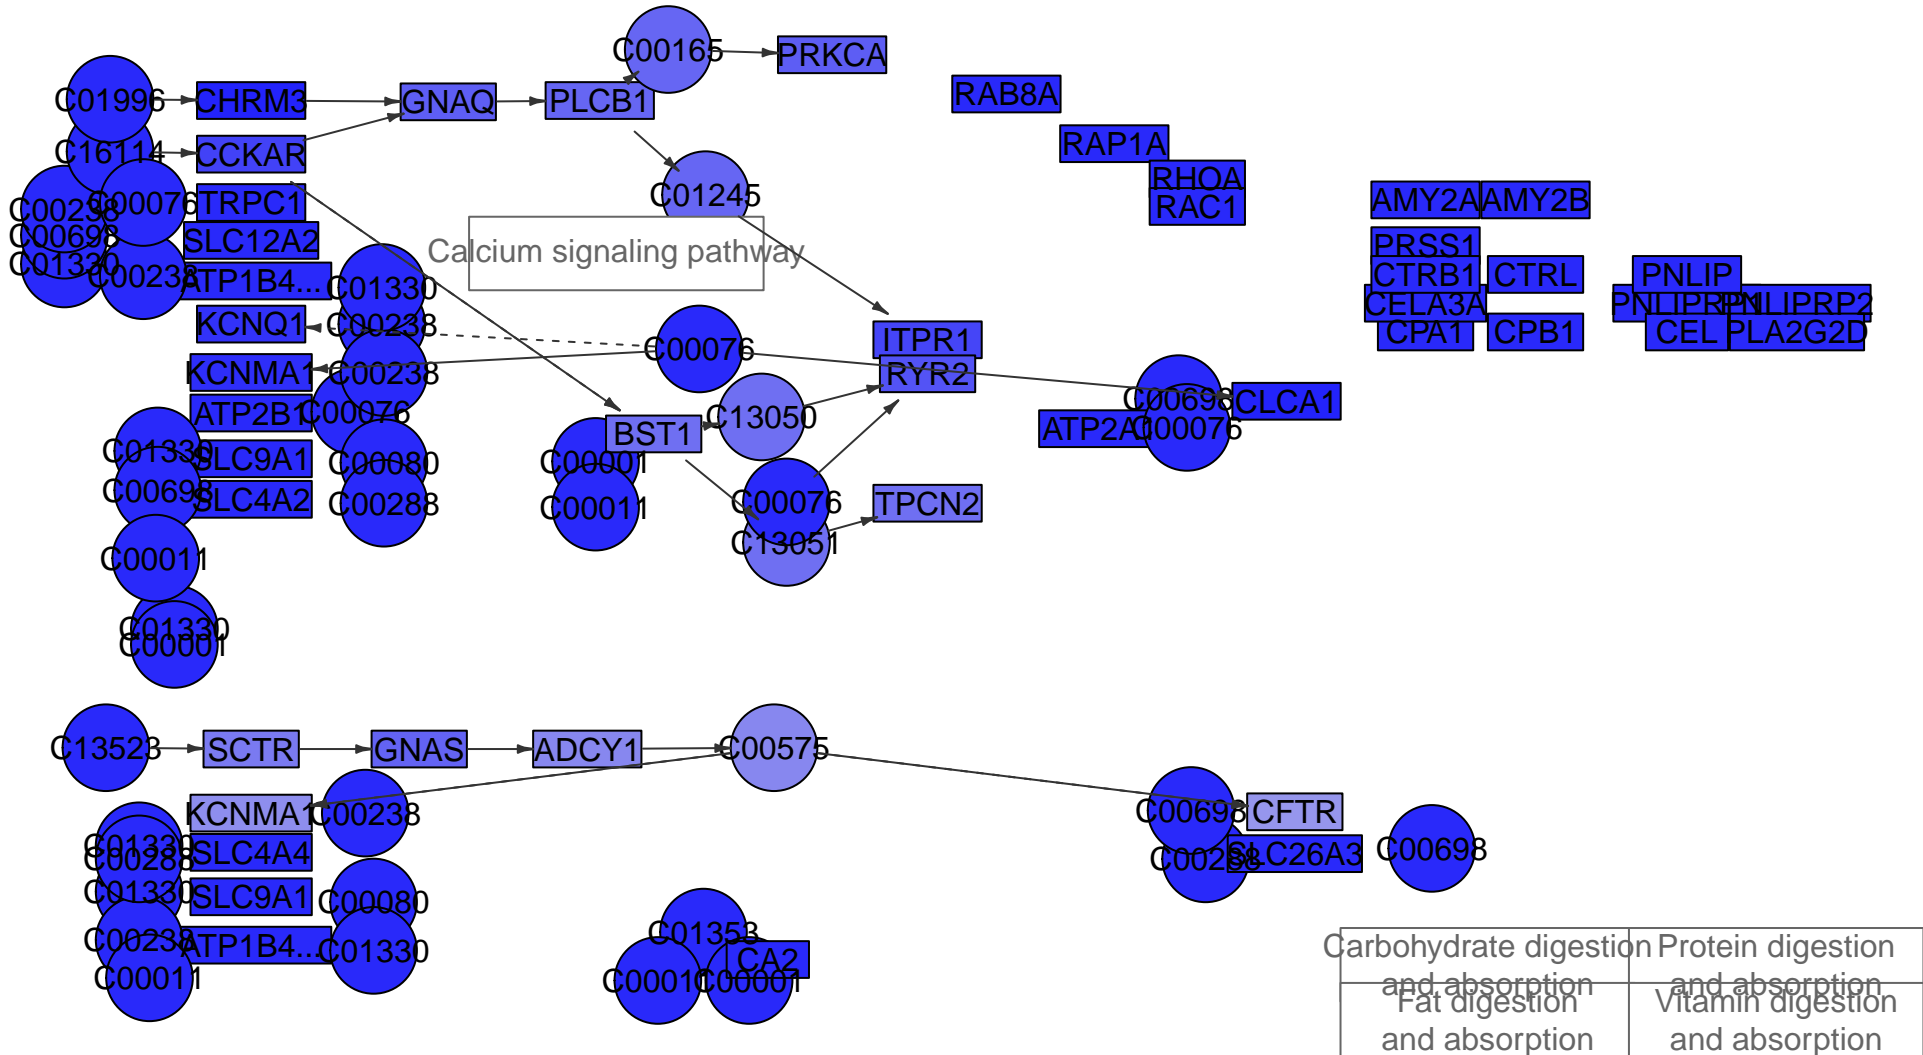 C00165
PRKCA
C01996
CHRM3
GNAQ
PLCB1
RAB8A
C16114
CCKAR
RAP1A
RHOA
RAC1
C01245
C00238
C00076
TRPC1
AMY2A
AMY2B
C00698
SLC12A2
Calcium signaling pathway
PRSS1
C01330
C00238
ATP1B4...
C01330
CTRB1
CTRL
PNLIP
CELA3A
PNLIPRP1
PNLIPRP2
KCNQ1
C00238
C00076
ITPR1
CPA1
CPB1
CEL
PLA2G2D
KCNMA1
C00238
RYR2
ATP2B1
C00076
C13050
C00698
CLCA1
BST1
ATP2A
C00076
C01330
SLC9A1
C00080
C00001
C00698
SLC4A2
C00288
C00011
C00076
TPCN2
C13051
C00011
C01330
C00001
C13523
SCTR
GNAS
ADCY1
C00575
KCNMA1
C00238
C00698
CFTR
C01330
C00288
SLC4A4
C00288
SLC26A3
C00698
C01330
SLC9A1
C00080
C00238
ATP1B4...
C01330
C01353
CA2
C00011
C00011
C00001
Carbohydrate digestion
and absorption
Protein digestion
and absorption
Fat digestion
and absorption
Vitamin digestion
and absorption